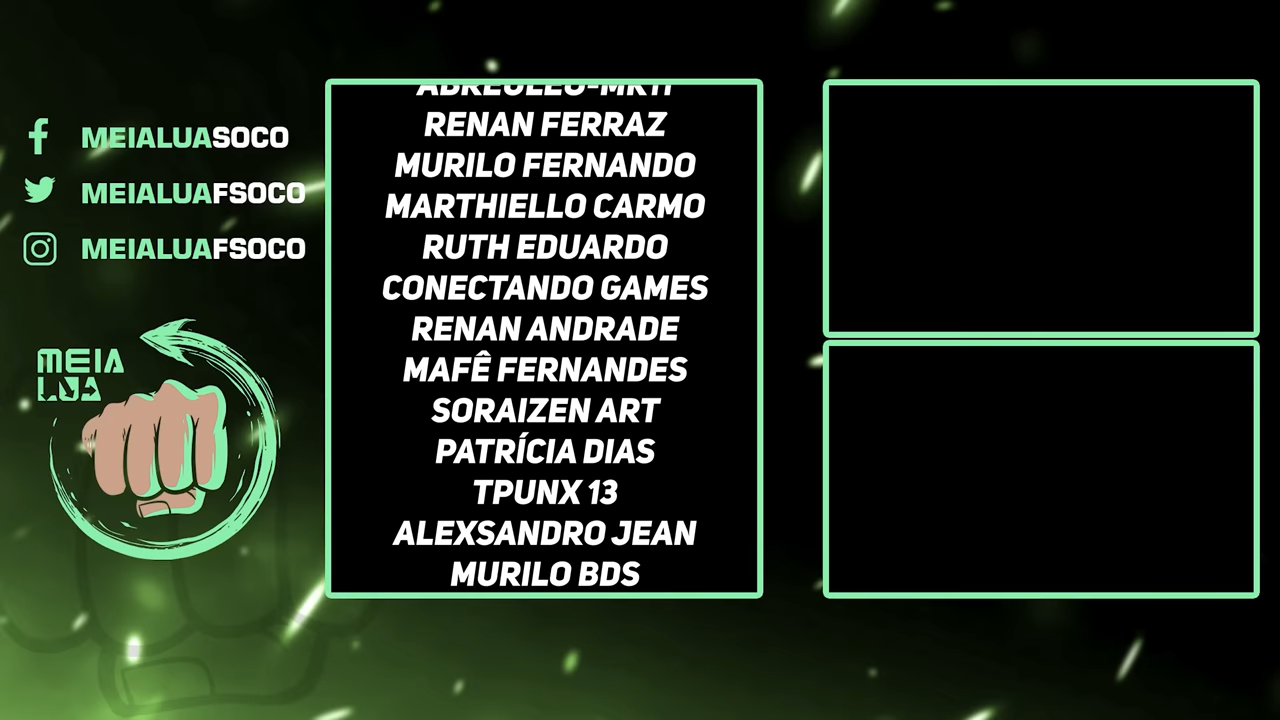 MEIALUASOCO
MEIALUAFSOCO
MEIALUAFSOCO
MEIA
LUA
RENAN FERRAZ
MURILO FERNANDO
MARTHIELLO CARMO
RUTH EDUARDO
CONECTANDO GAMES
RENAN ANDRADE
MAFÊ FERNANDES
SORAIZEN ART
PATRÍCIA DIAS
TPUNX 13
ALEXSANDRO JEAN
MURILO BDS